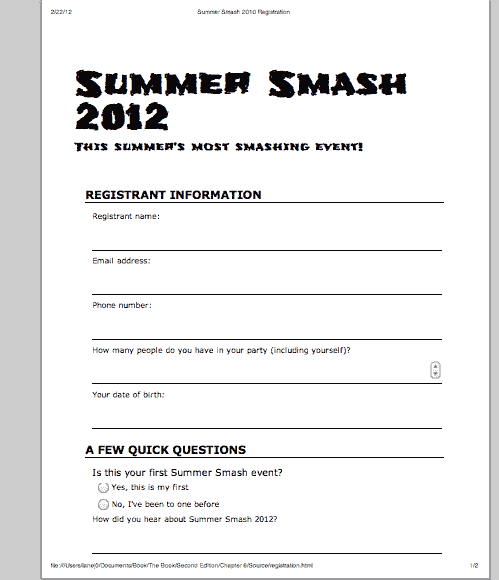 2/22/12 Summer Smash 2010 Registration
SUMMER SMASH
2012
THIS SUMMER'S MOST SMASHING EVENT!
REGISTRANT INFORMATION
Registrant name:
Email address:
Phone number:
How many people do you have in your party (including yourself)?
Your date of birth:
A FEW QUICK QUESTIONS
Is this your first Summer Smash event?
Yes, this is my first
No, I've been to one before
How did you hear about Summer Smash 2012?
file:///Users/lanej0/Documents/Book/The Book/Second Edition/Chapter 6/Source/registration.html 1/2